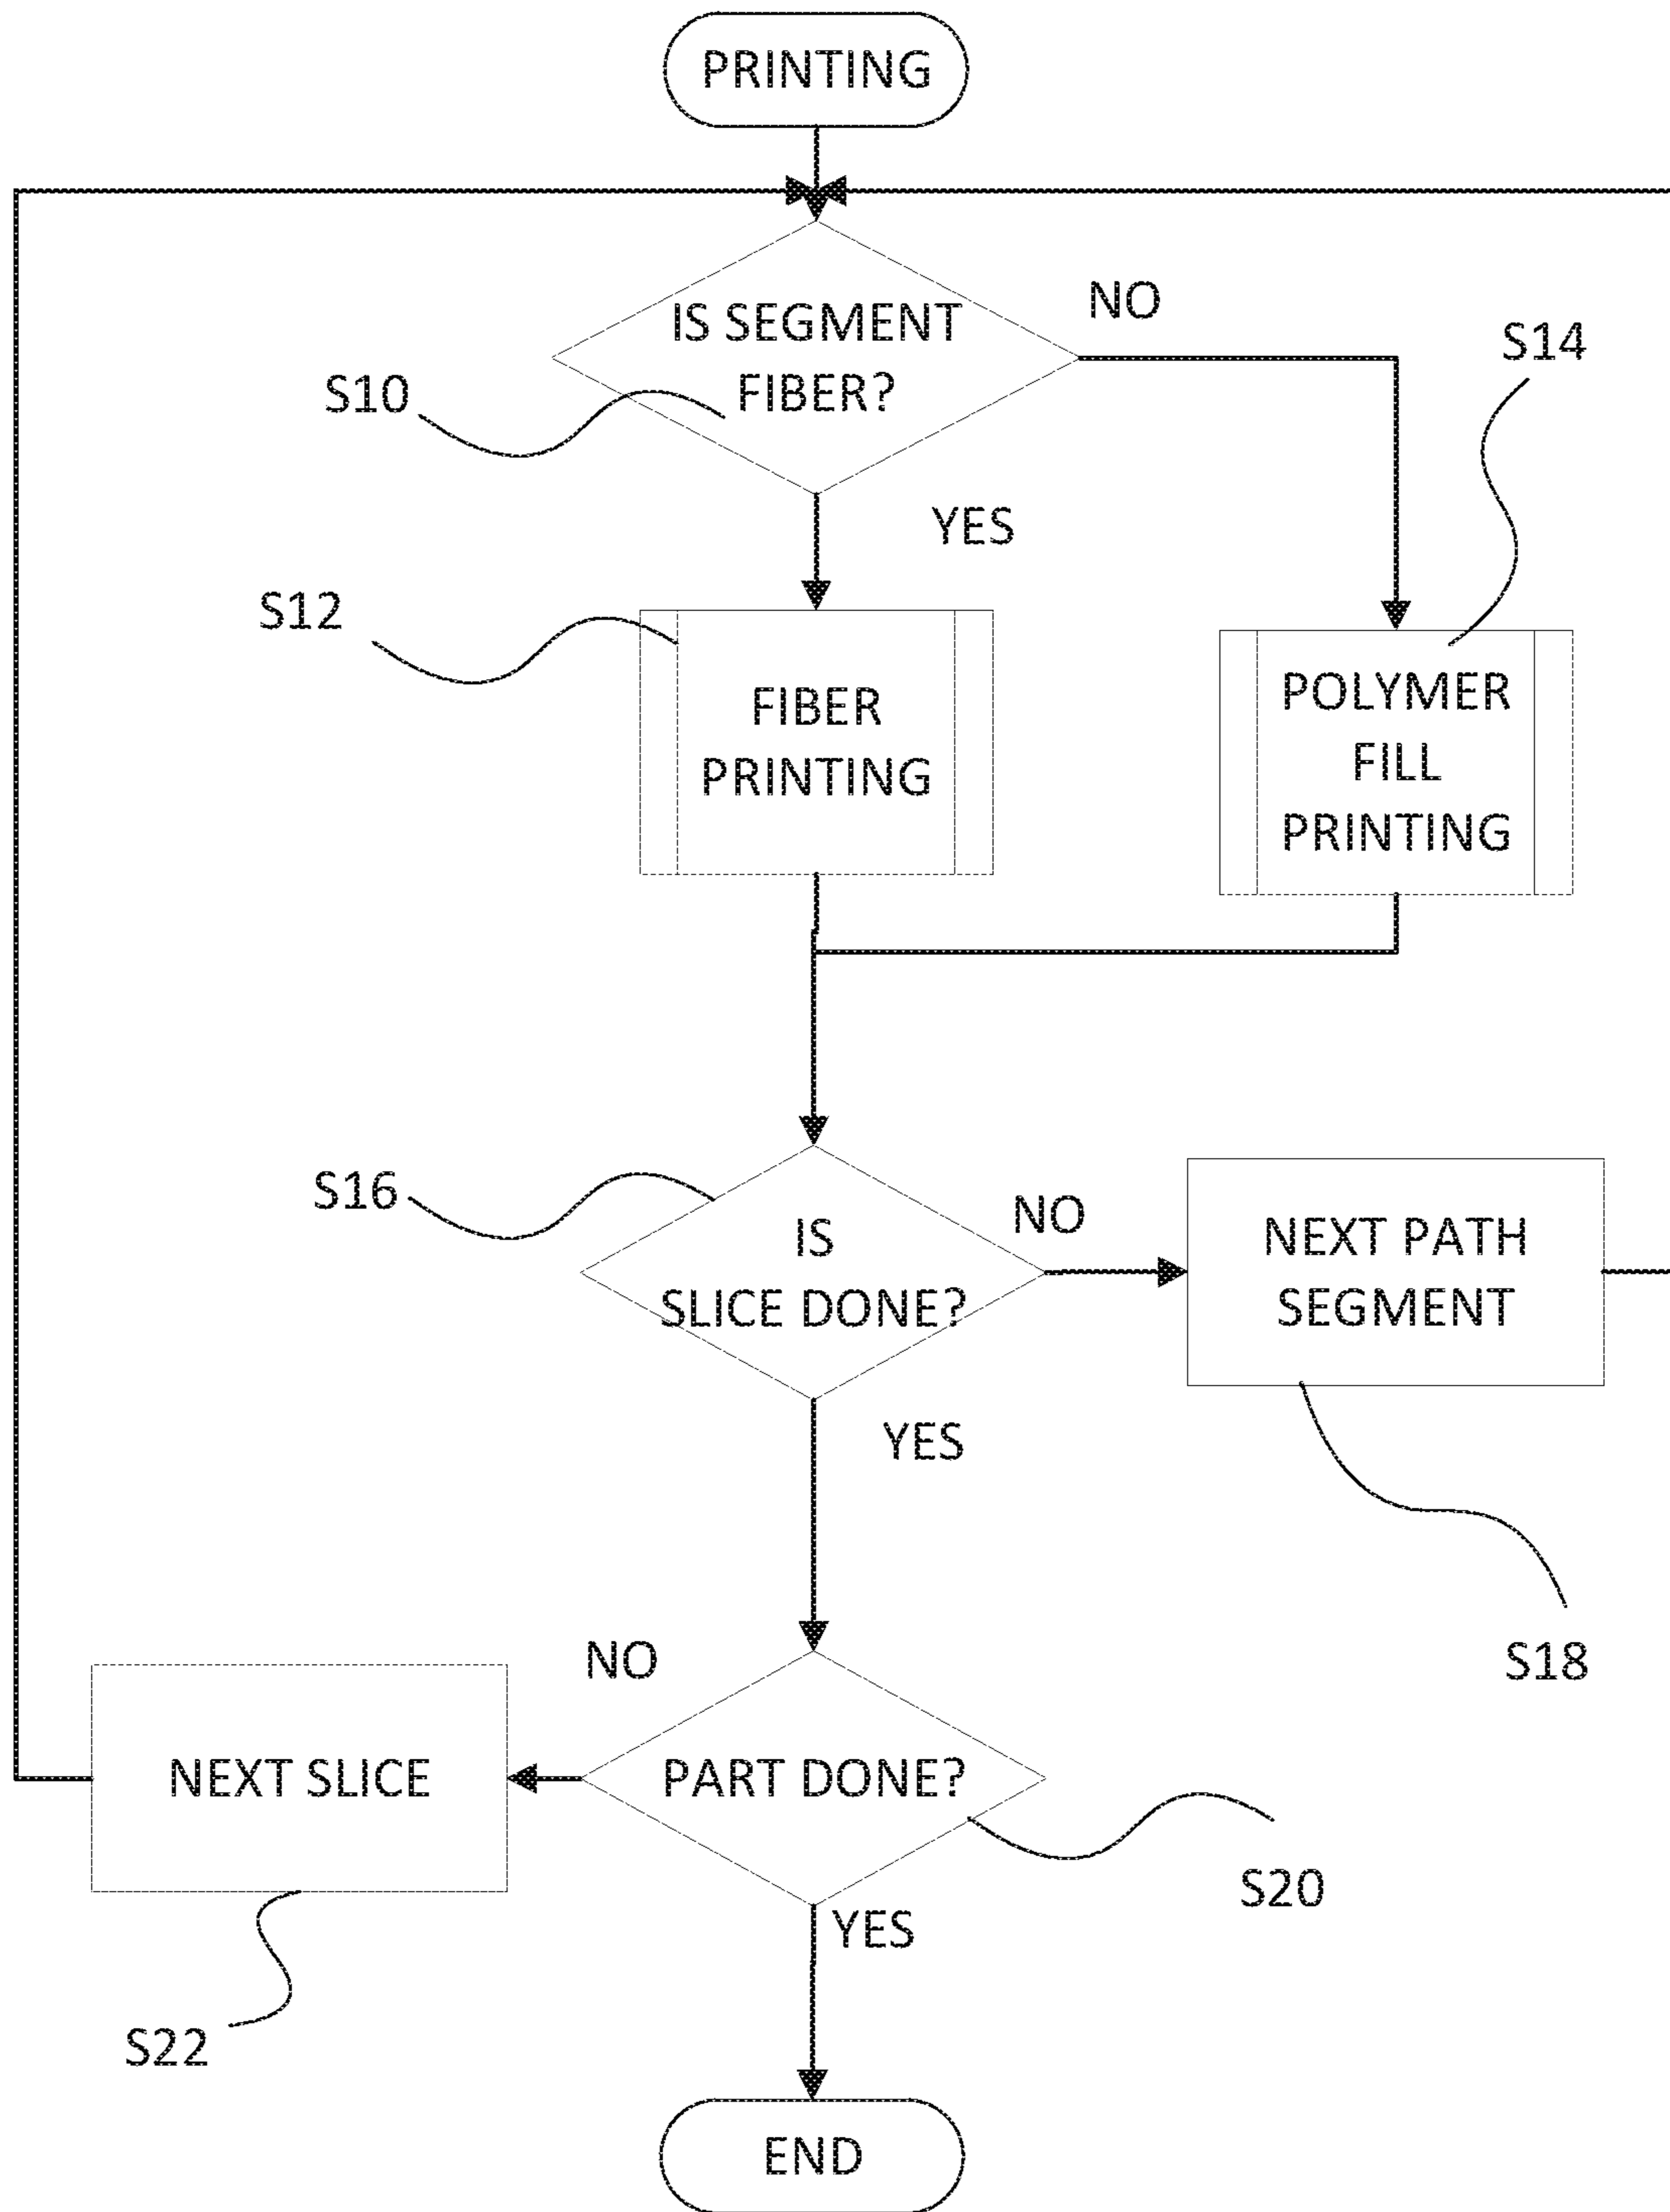 PRINTING
IS SEGMENT
FIBER?
NO
S14
S10
YES
S12
FIBER
PRINTING
POLYMER
FILL
PRINTING
S16
IS
SLICE DONE?
NO
NEXT PATH
SEGMENT
YES
S18
NO
NEXT SLICE
PART DONE?
S20
YES
S22
END